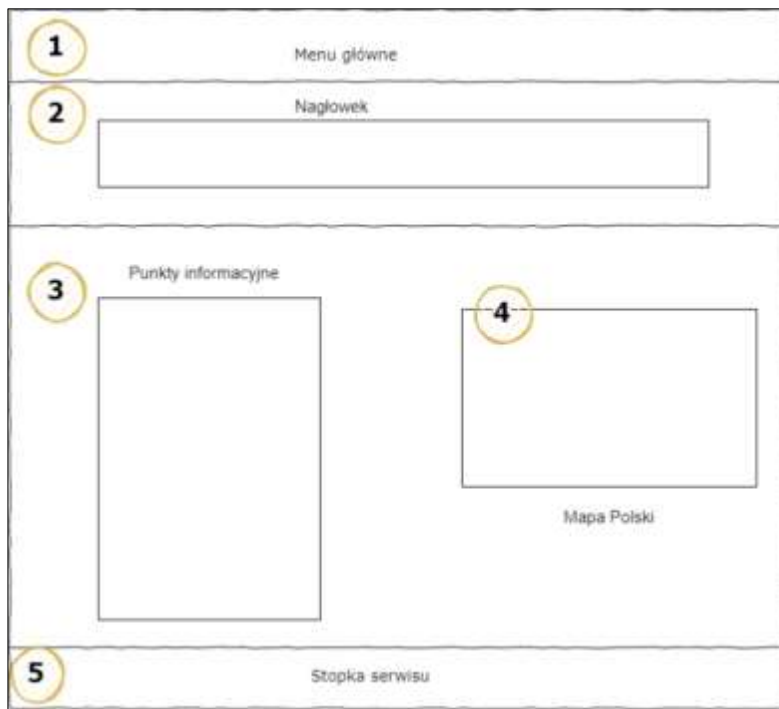 1
Menu główne
2
Nagłowek
Punkty informacyjne
3
4
Mapa Polski
5
Stopka serwisu